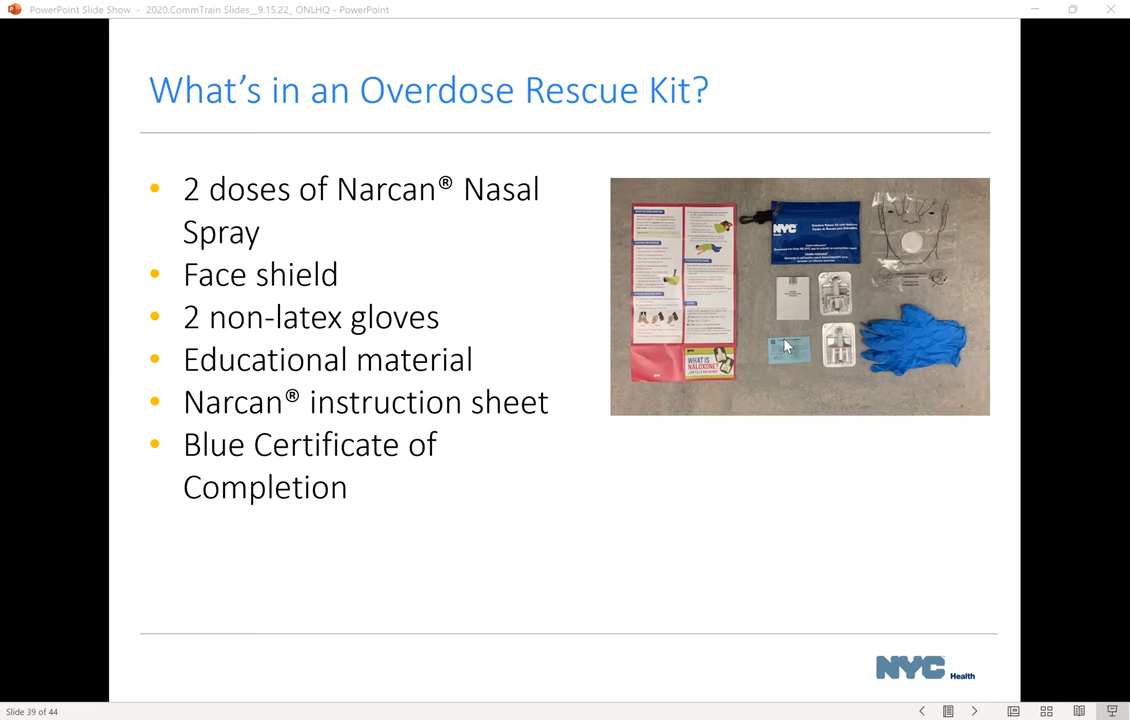 PowerPoint Slide Show - 2020.CommTrain Slides__9.15.22_ ONLHQ - PowerPoint
What's in an Overdose Rescue Kit?
• 2 doses of Narcan® Nasal
Spray
• Face shield
• 2 non-latex gloves
• Educational material
• Narcan® instruction sheet
• Blue Certificate of
Completion
NYC
WHAT IS
NALOXONE?
NYC
Health
Slide 39 of 44